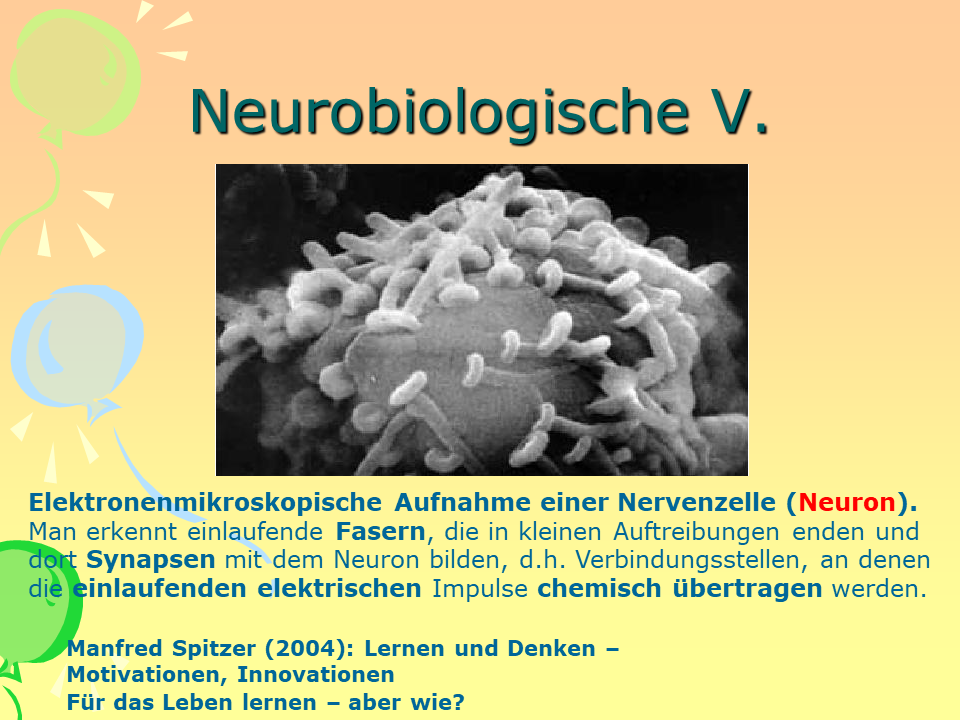 Neurobiologische V.
Elektronenmikroskopische Aufnahme einer Nervenzelle (Neuron).
Man erkennt einlaufende Fasern, die in kleinen Auftreibungen enden und
dort Synapsen mit dem Neuron bilden, d.h. Verbindungsstellen, an denen
die einlaufenden elektrischen Impulse chemisch übertragen werden.
Manfred Spitzer (2004): Lernen und Denken –
Motivationen, Innovationen
Für das Leben lernen – aber wie?